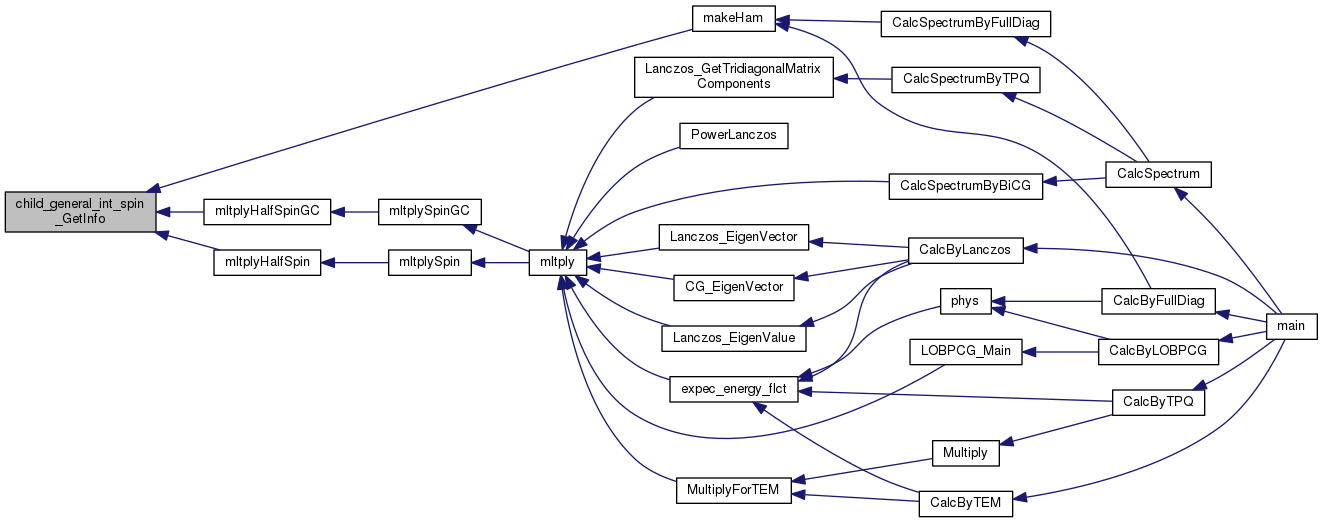 child_general_int_spin
_GetInfo
makeHam
mltplyHalfSpinGC
mltplyHalfSpin
mltplySpinGC
mltplySpin
mltply
Lanczos_GetTridiagonalMatrix
Components
PowerLanczos
CalcSpectrumByBiCG
Lanczos_EigenVector
CG_EigenVector
Lanczos_EigenValue
expec_energy_flct
LOBPCG_Main
MultiplyForTEM
CalcSpectrumByFullDiag
CalcSpectrumByTPQ
CalcByLanczos
phys
Multiply
CalcByTEM
CalcSpectrum
CalcByFullDiag
CalcByLOBPCG
CalcByTPQ
main